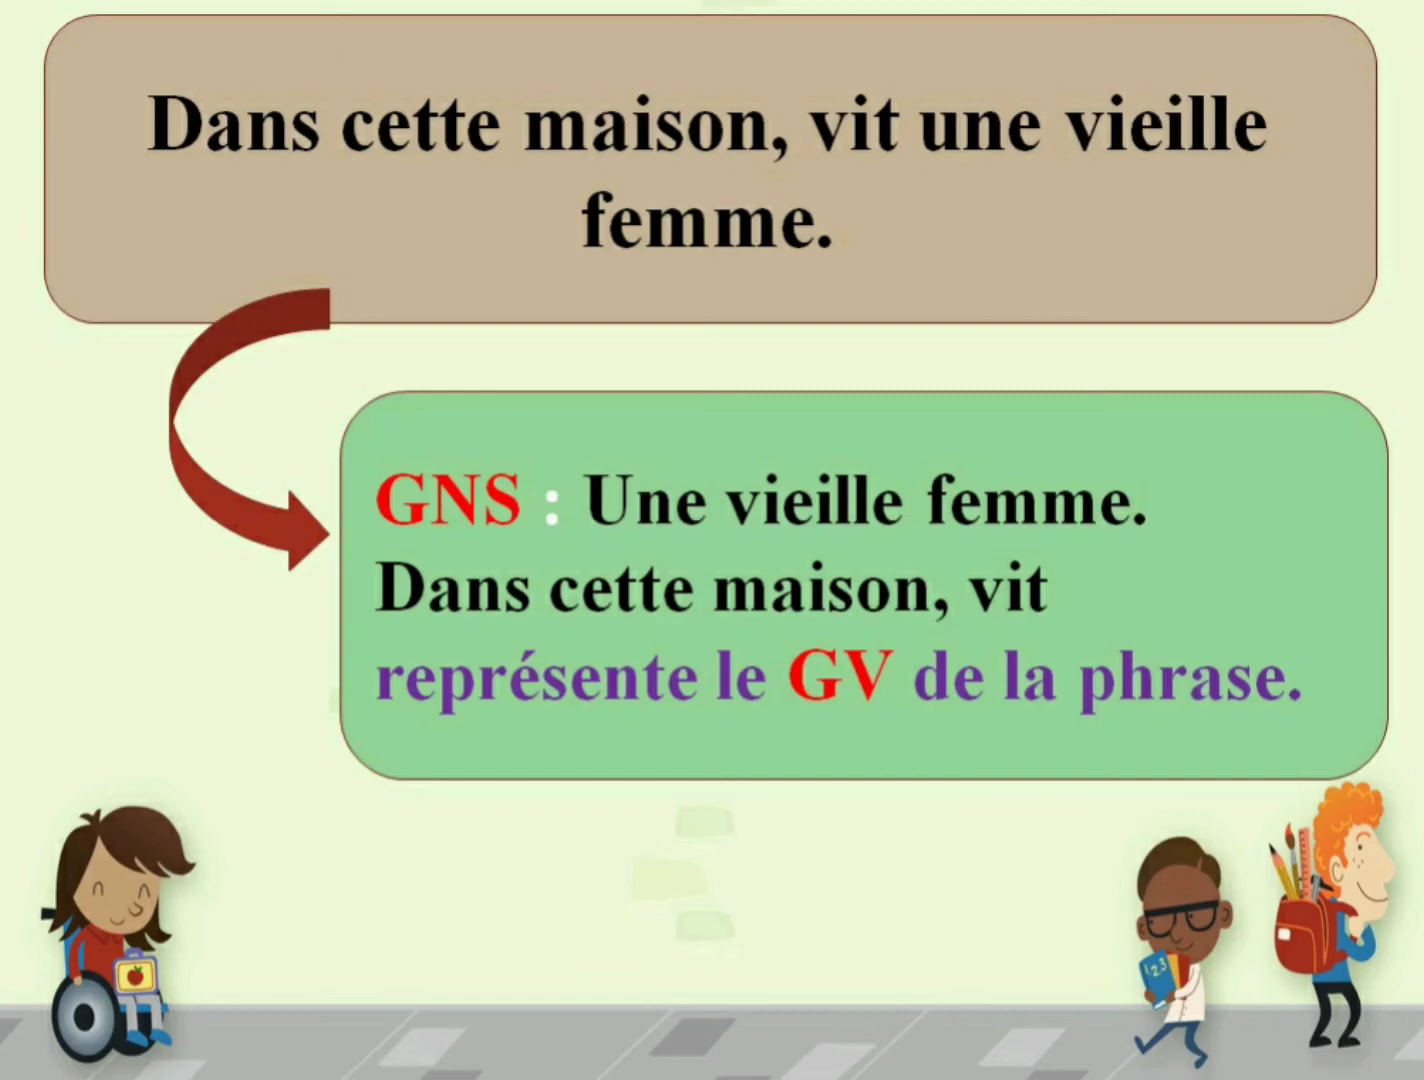 Dans cette maison, vit une vieille
femme.
GNS : Une vieille femme.
Dans cette maison, vit
représente le GV de la phrase.
123